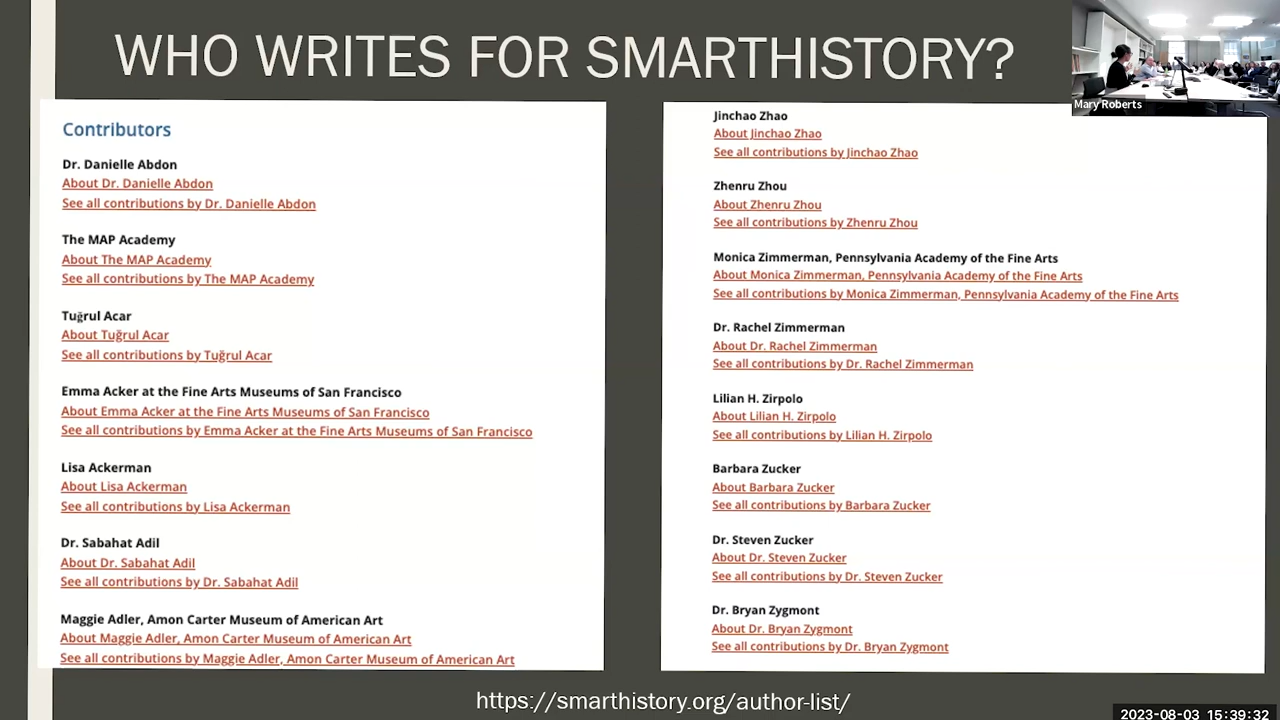 WHO WRITES FOR SMARTHISTORY?
Mary Roberts
Contributors
Dr. Danielle Abdon
About Dr. Danielle Abdon
See all contributions by Dr. Danielle Abdon
The MAP Academy
About The MAP Academy
See all contributions by The MAP Academy
Tuğrul Acar
About Tuğrul Acar
See all contributions by Tuğrul Acar
Emma Acker at the Fine Arts Museums of San Francisco
About Emma Acker at the Fine Arts Museums of San Francisco
See all contributions by Emma Acker at the Fine Arts Museums of San Francisco
Lisa Ackerman
About Lisa Ackerman
See all contributions by Lisa Ackerman
Dr. Sabahat Adil
About Dr. Sabahat Adil
See all contributions by Dr. Sabahat Adil
Maggie Adler, Amon Carter Museum of American Art
About Maggie Adler, Amon Carter Museum of American Art
See all contributions by Maggie Adler, Amon Carter Museum of American Art
Jinchao Zhao
About Jinchao Zhao
See all contributions by Jinchao Zhao
Zhenru Zhou
About Zhenru Zhou
See all contributions by Zhenru Zhou
Monica Zimmerman, Pennsylvania Academy of the Fine Arts
About Monica Zimmerman, Pennsylvania Academy of the Fine Arts
See all contributions by Monica Zimmerman, Pennsylvania Academy of the Fine Arts
Dr. Rachel Zimmerman
About Dr. Rachel Zimmerman
See all contributions by Dr. Rachel Zimmerman
Lilian H. Zirpolo
About Lilian H. Zirpolo
See all contributions by Lilian H. Zirpolo
Barbara Zucker
About Barbara Zucker
See all contributions by Barbara Zucker
Dr. Steven Zucker
About Dr. Steven Zucker
See all contributions by Dr. Steven Zucker
Dr. Bryan Zygmont
About Dr. Bryan Zygmont
See all contributions by Dr. Bryan Zygmont
https://smarthistory.org/author-list/
2023-08-03 15:39:32